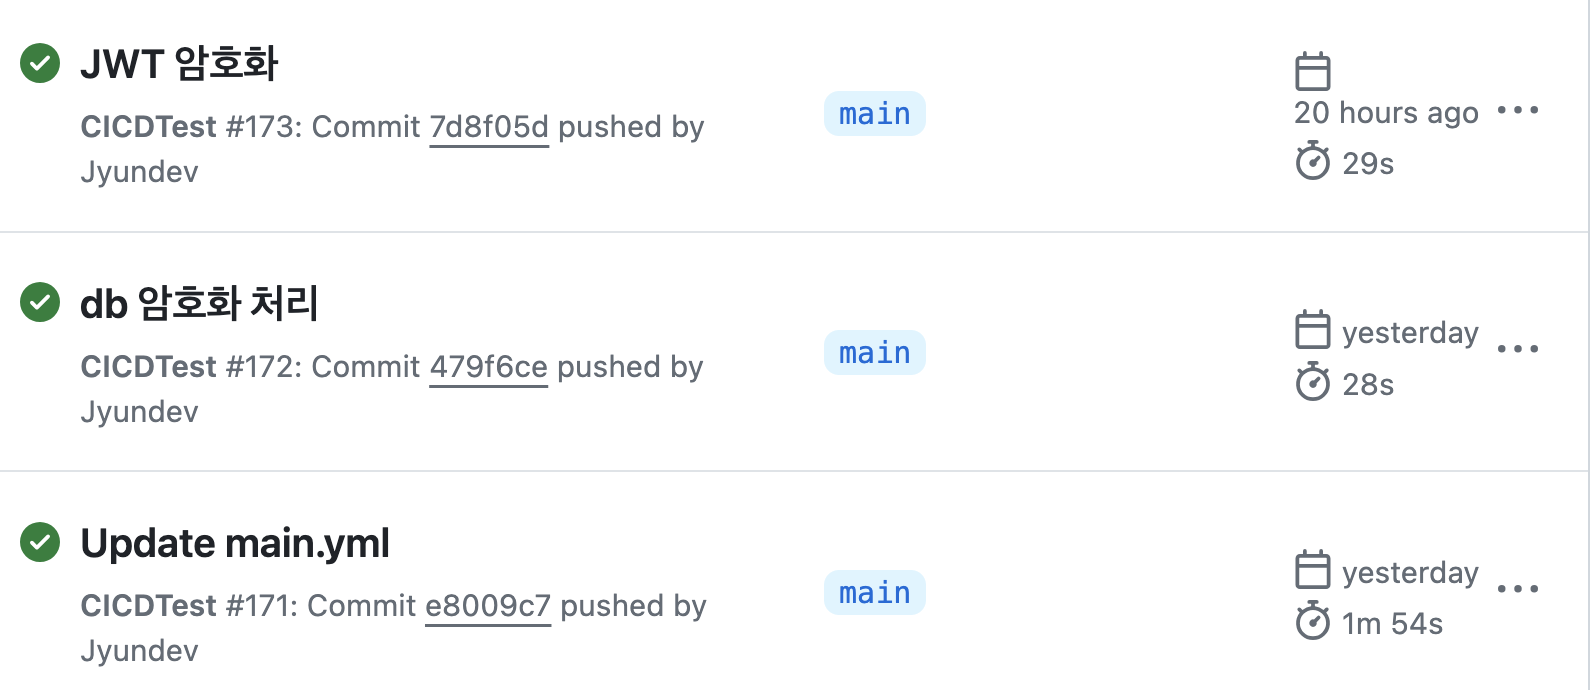 JWT 암호화
CICDTest #173: Commit 7d8f05d pushed by
Jyundev
main
20 hours ago
29s
db 암호화 처리
CICDTest #172: Commit 479f6ce pushed by
Jyundev
main
yesterday
28s
Update main.yml
CICDTest #171: Commit e8009c7 pushed by
Jyundev
main
yesterday
1m 54s